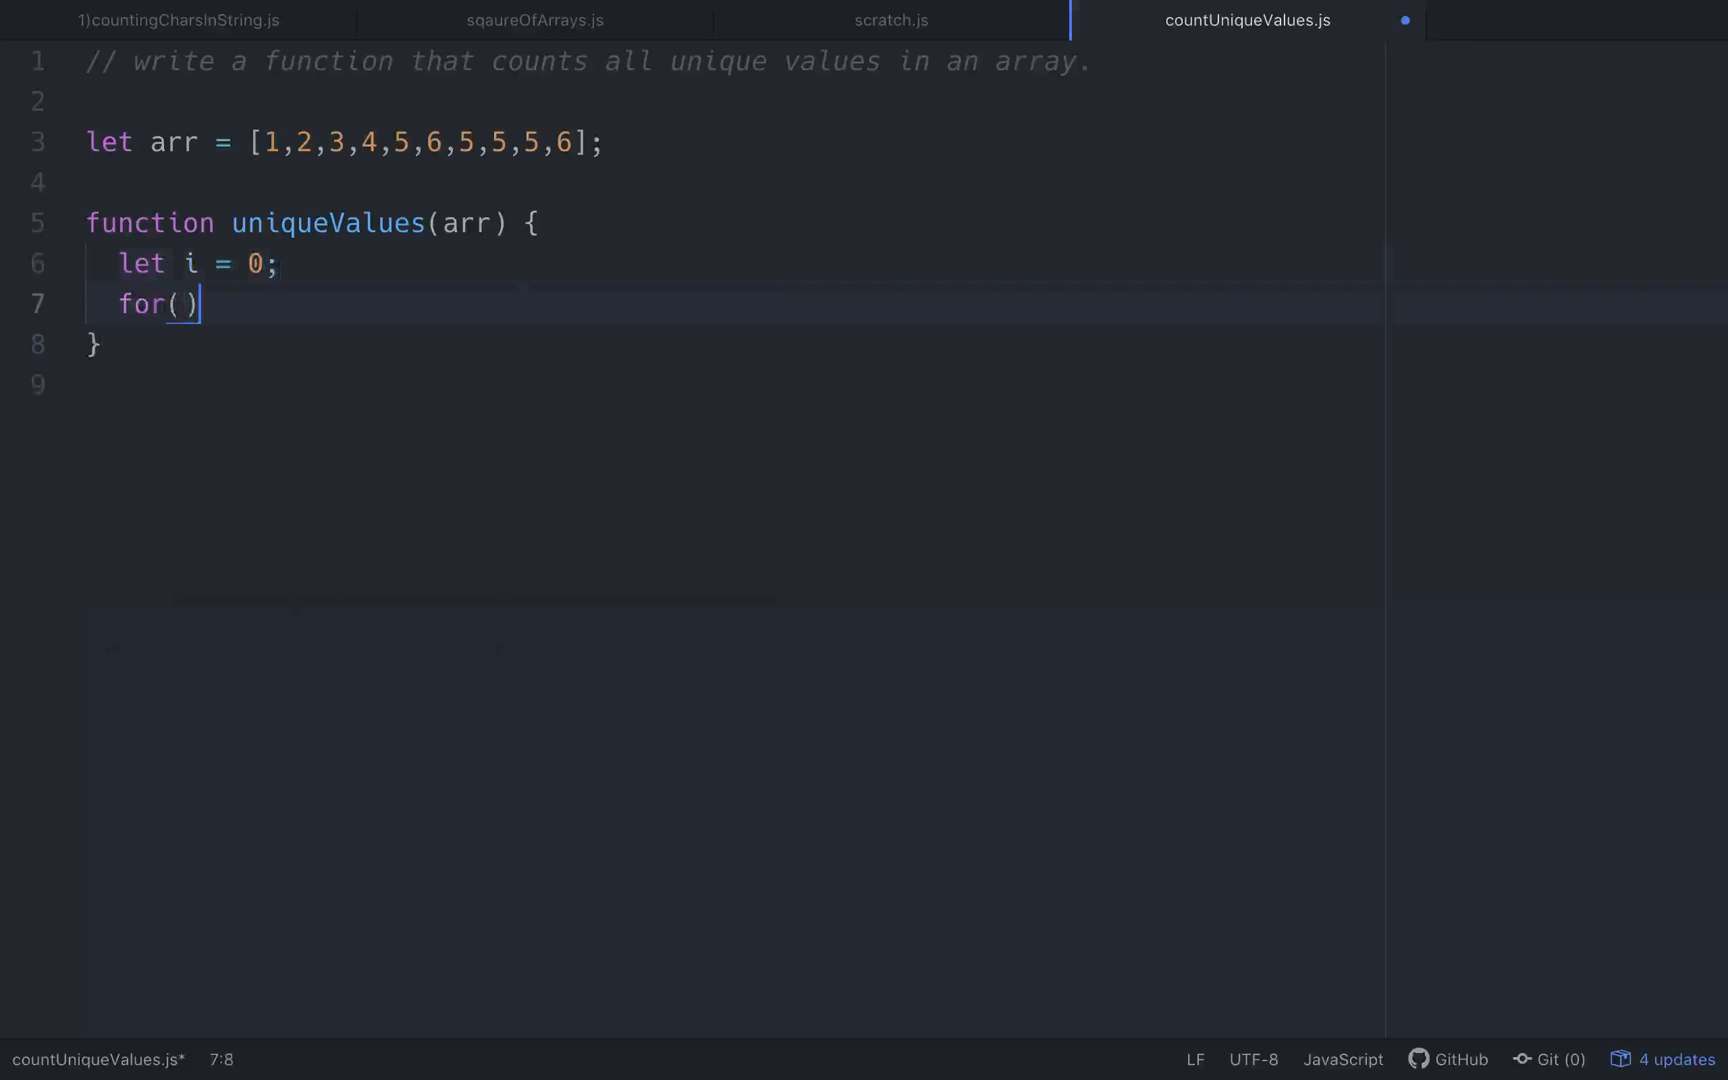 1)countingCharsInString.js sqaureOfArrays.js scratch.js countUniqueValues.js
1 // write a function that counts all unique values in an array.
2
3 let arr = [1,2,3,4,5,6,5,5,5,6];
4
5 function uniqueValues(arr) {
6 let i = 0;
7 for()
8 }
9
countUniqueValues.js* 7:8 LF UTF-8 JavaScript GitHub Git (0) 4 updates